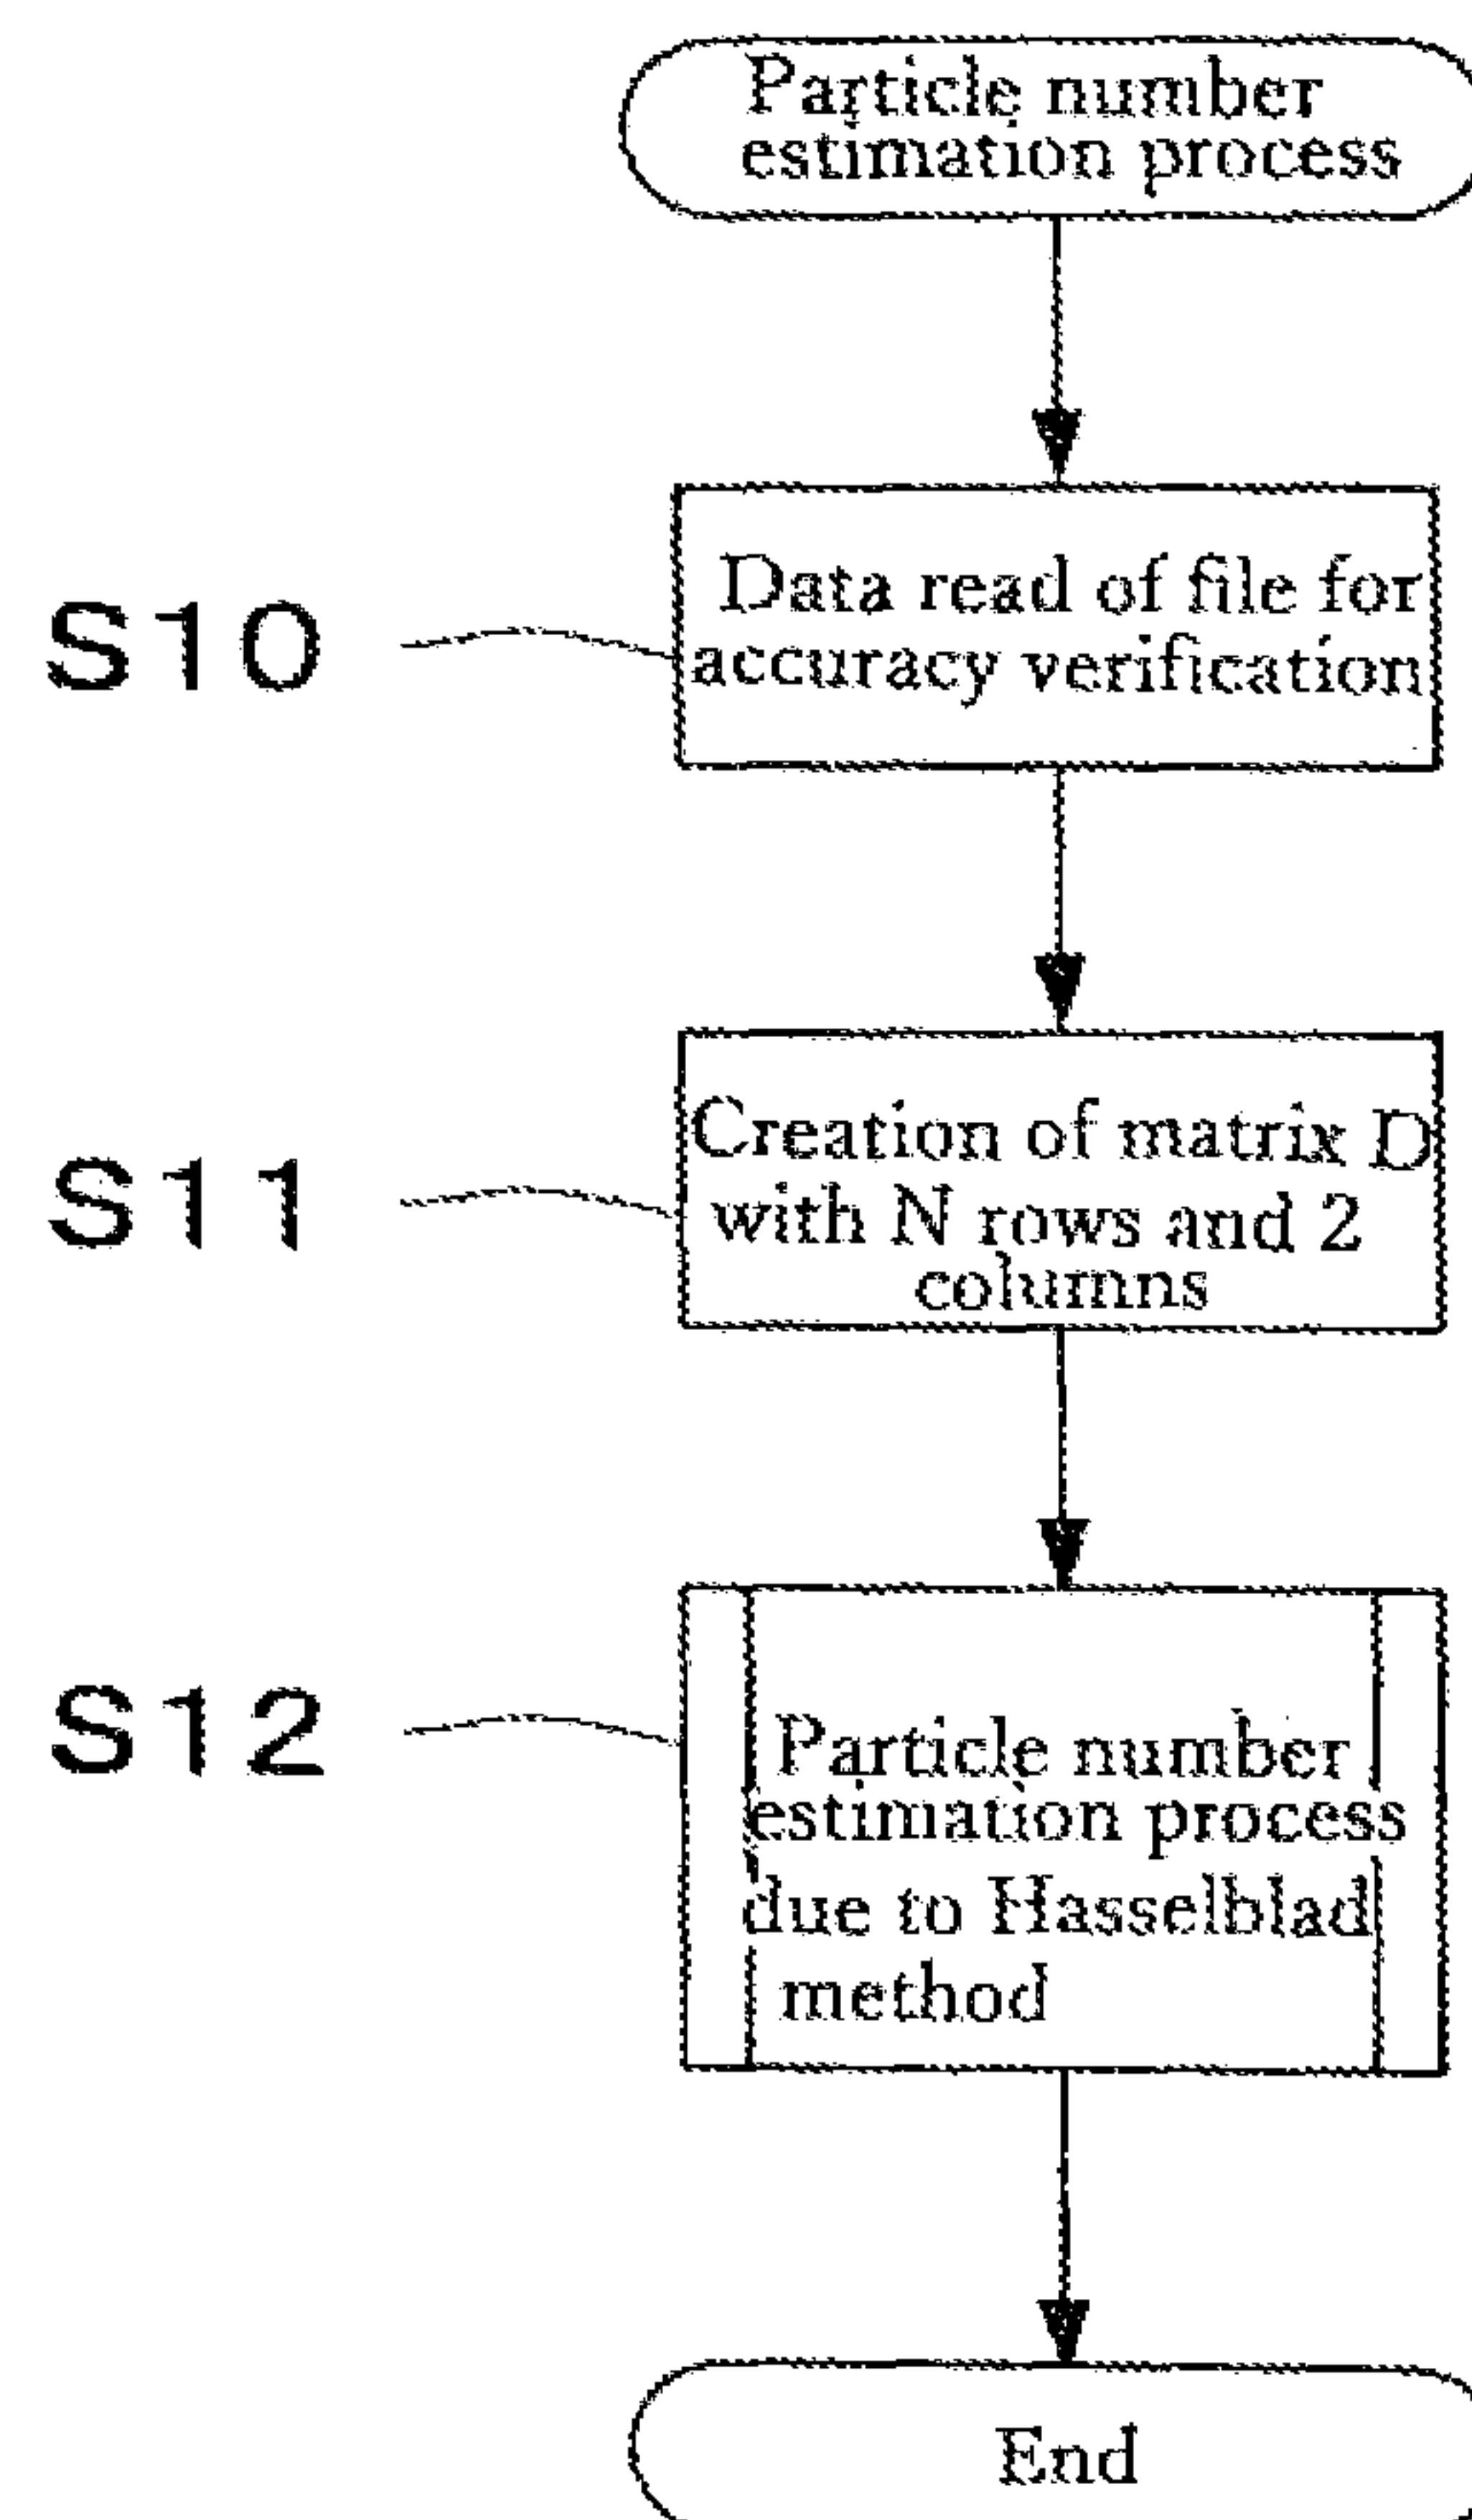 Particle number
estimation process
S10
Data read of file for
accuracy verification
S11
Creation of matrix D
with N rows and 2
columns
S12
Particle number
estimation process
due to Hasselblad
method
End